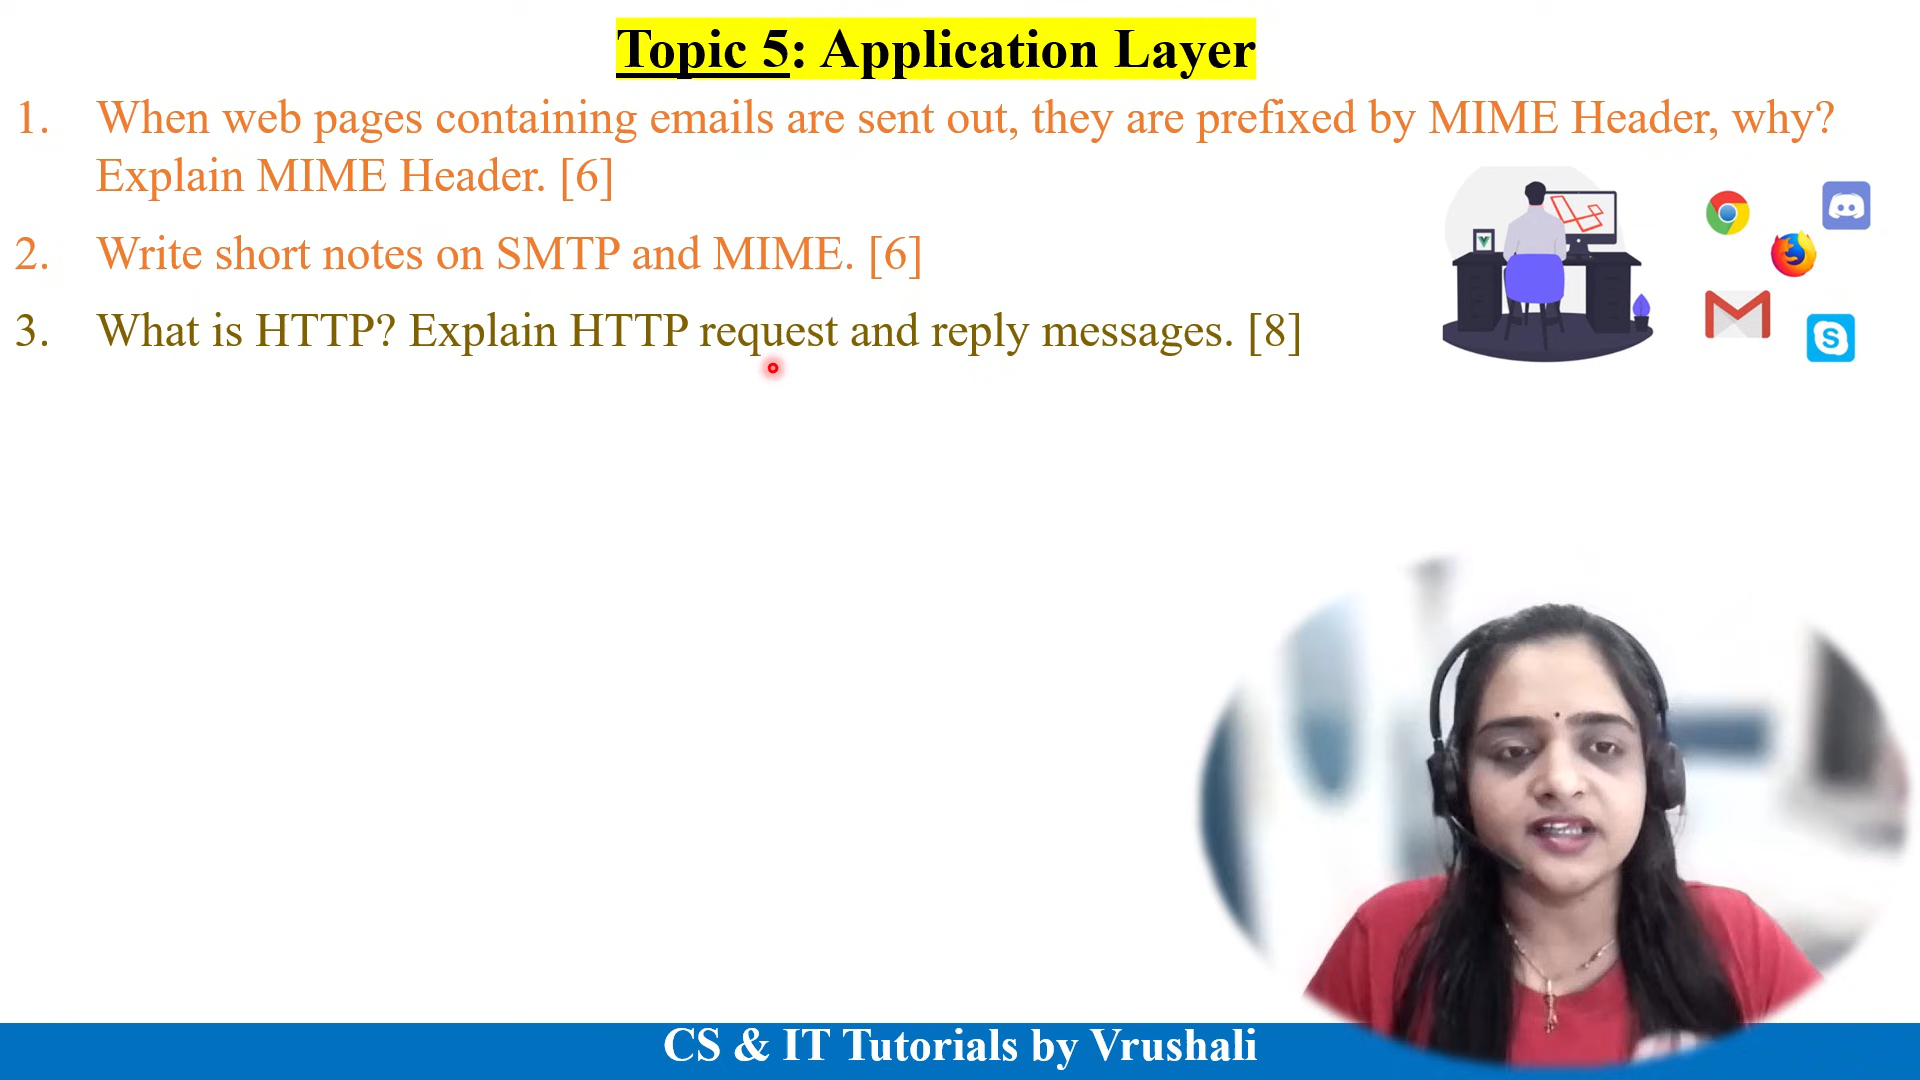 Topic 5: Application Layer
1. When web pages containing emails are sent out, they are prefixed by MIME Header, why?
Explain MIME Header. [6]
2. Write short notes on SMTP and MIME. [6]
3. What is HTTP? Explain HTTP request and reply messages. [8]
CS & IT Tutorials by Vrushali